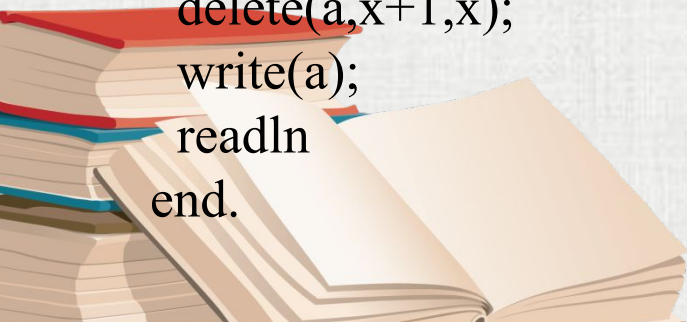 delete(a,x+1,x);
write(a);
readln
end.